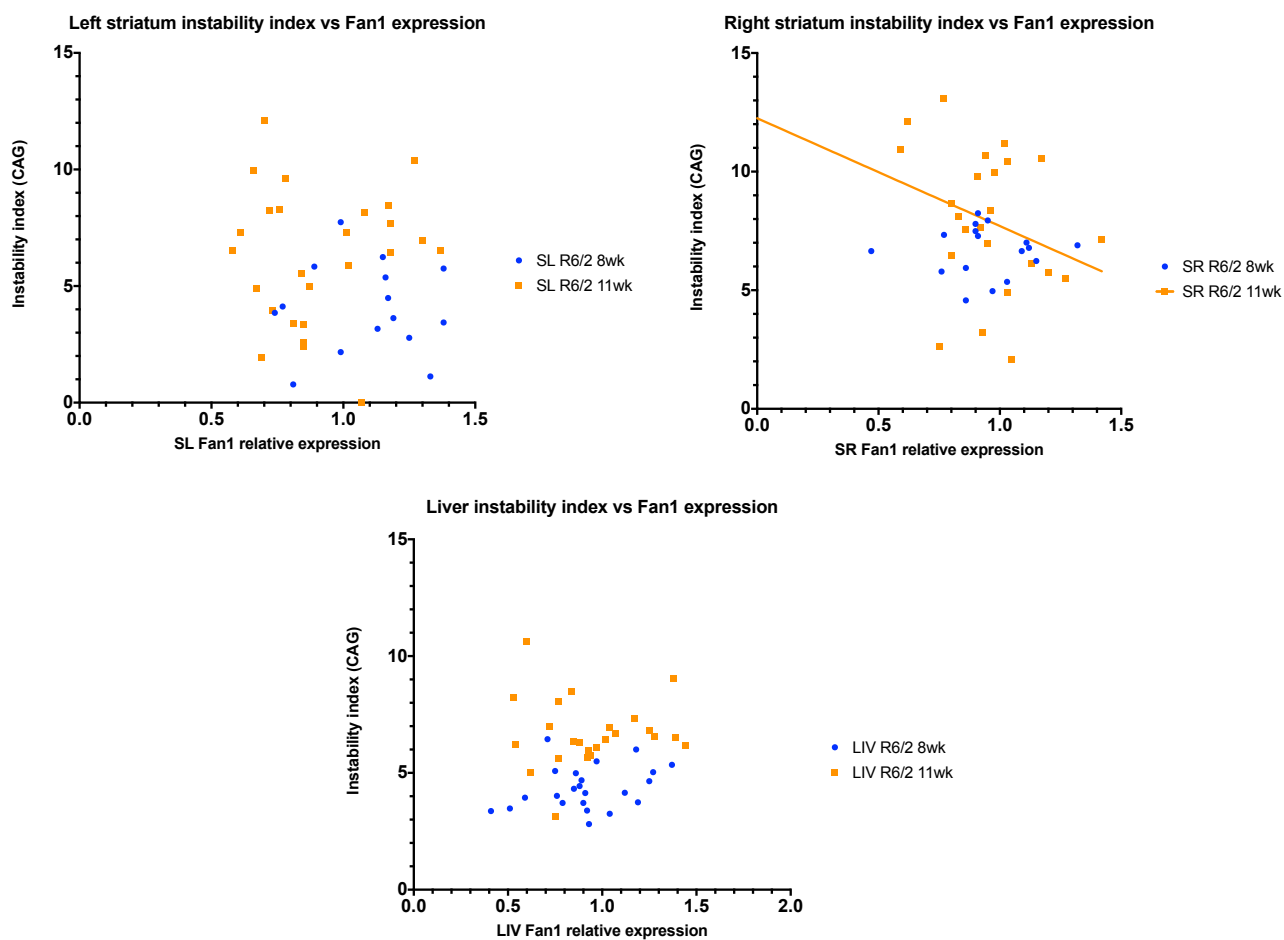 Left striatum instability index vs Fan1 expression
15
10
5
0
0.0 0.5 1.0 1.5
Instability index (CAG)
SL Fan1 relative expression
SL R6/2 8wk
SL R6/2 11wk
Right striatum instability index vs Fan1 expression
15
10
5
0
0.0 0.5 1.0 1.5
Instability index (CAG)
SR Fan1 relative expression
SR R6/2 8wk
SR R6/2 11wk
Liver instability index vs Fan1 expression
15
10
5
0
0.0 0.5 1.0 1.5 2.0
Instability index (CAG)
LIV Fan1 relative expression
LIV R6/2 8wk
LIV R6/2 11wk